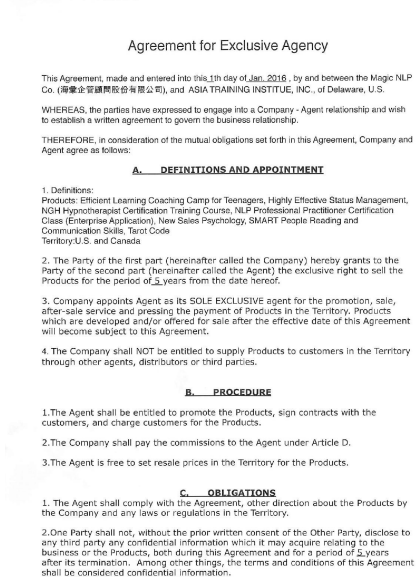 Agreement for Exclusive Agency
This Agreement, made and entered into this 1th day of Jan. 2016 , by and between the Magic NLP
Co. (海彙企管顧問股份有限公司), and ASIA TRAINING INSTITUE, INC., of Delaware, U.S.
WHEREAS, the parties have expressed to engage into a Company - Agent relationship and wish
to establish a written agreement to govern the business relationship.
THEREFORE, in consideration of the mutual obligations set forth in this Agreement, Company and
Agent agree as follows:
A. DEFINITIONS AND APPOINTMENT
1. Definitions:
Products: Efficient Learning Coaching Camp for Teenagers, Highly Effective Status Management,
NGH Hypnotherapist Certification Training Course, NLP Professional Practitioner Certification
Class (Enterprise Application), New Sales Psychology, SMART People Reading and
Communication Skills, Tarot Code
Territory:U.S. and Canada
2. The Party of the first part (hereinafter called the Company) hereby grants to the
Party of the second part (hereinafter called the Agent) the exclusive right to sell the
Products for the period of 5 years from the date hereof.
3. Company appoints Agent as its SOLE EXCLUSIVE agent for the promotion, sale,
after-sale service and pressing the payment of Products in the Territory. Products
which are developed and/or offered for sale after the effective date of this Agreement
will become subject to this Agreement.
4. The Company shall NOT be entitled to supply Products to customers in the Territory
through other agents, distributors or third parties.
B. PROCEDURE
1.The Agent shall be entitled to promote the Products, sign contracts with the
customers, and charge customers for the Products.
2.The Company shall pay the commissions to the Agent under Article D.
3.The Agent is free to set resale prices in the Territory for the Products.
C. OBLIGATIONS
1. The Agent shall comply with the Agreement, other direction about the Products by
the Company and any laws or regulations in the Territory.
2.One Party shall not, without the prior written consent of the Other Party, disclose to
any third party any confidential information which it may acquire relating to the
business or the Products, both during this Agreement and for a period of 5 years
after its termination. Among other things, the terms and conditions of this Agreement
shall be considered confidential information.